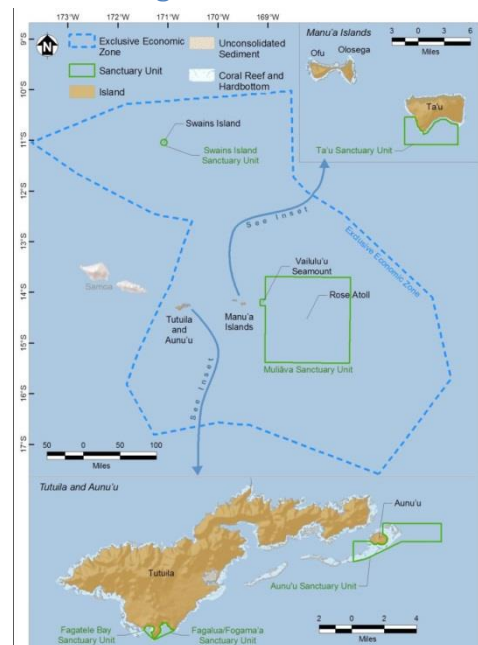 173°W
171°W
170°W
169°W
9°S
10°S
11°S
12°S
13°S
14°S
15°S
16°S
17°S
N
Exclusive Economic
Zone
Sanctuary Unit
Island
Unconsolidated
Sediment
Coral Reef and
Hardbottom
Manu'a Islands
3 0 3 6
Miles
Ofu
Olosega
Ta'u
Ta'u Sanctuary Unit
Swains Island
Swains Island
Sanctuary Unit
See Inset
Exclusive Economic
Zone
Vailulu'u
Seamount
Rose Atoll
Samoa
Tutuila
and
Aunu'u
Manu'a
Islands
Muliāva Sanctuary Unit
See Inset
50 0 50 100
Miles
Tutuila and Aunu'u
Aunu'u
Tutuila
Aunu'u Sanctuary Unit
Fagatele Bay
Sanctuary Unit
Fagalua/Fogama'a
Sanctuary Unit
2 0 2 4
Miles